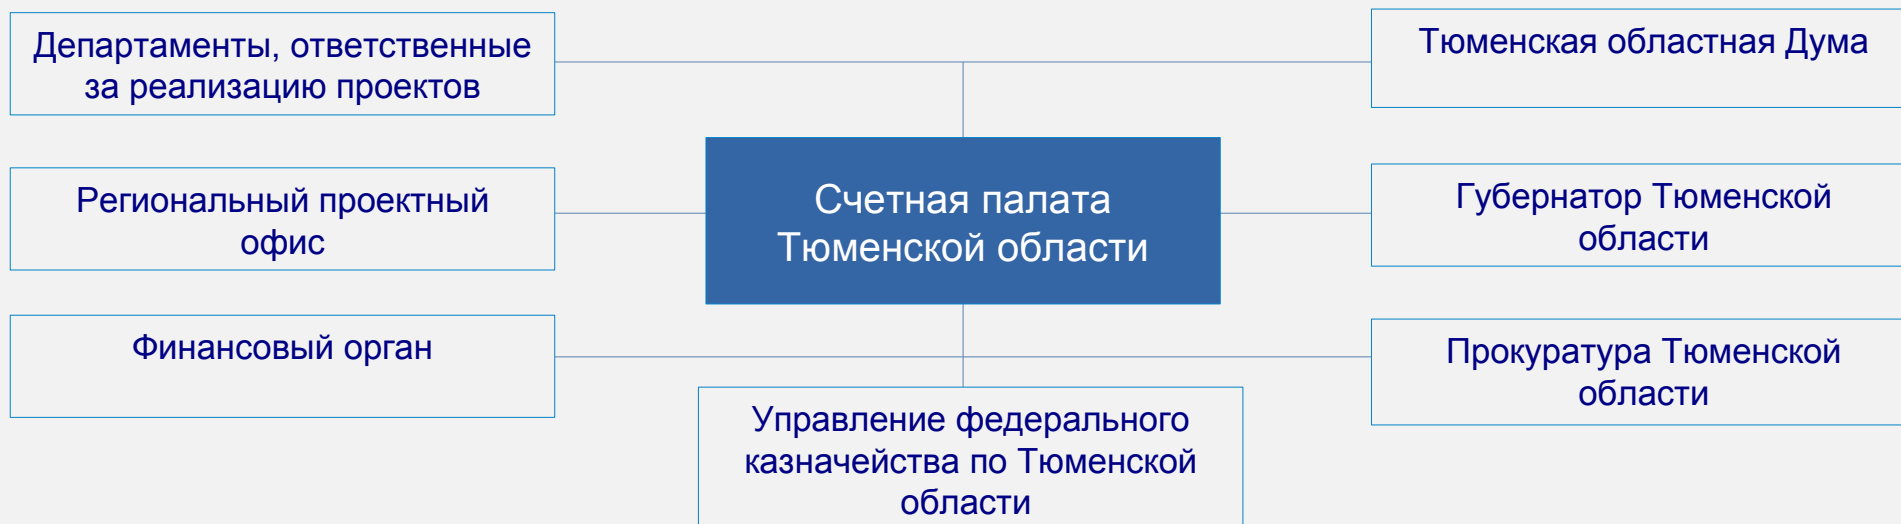 Департаменты, ответственные
за реализацию проектов
Тюменская областная Дума
Региональный проектный
офис
Счетная палата
Тюменской области
Губернатор Тюменской
области
Финансовый орган
Прокуратура Тюменской
области
Управление федерального
казначейства по Тюменской
области